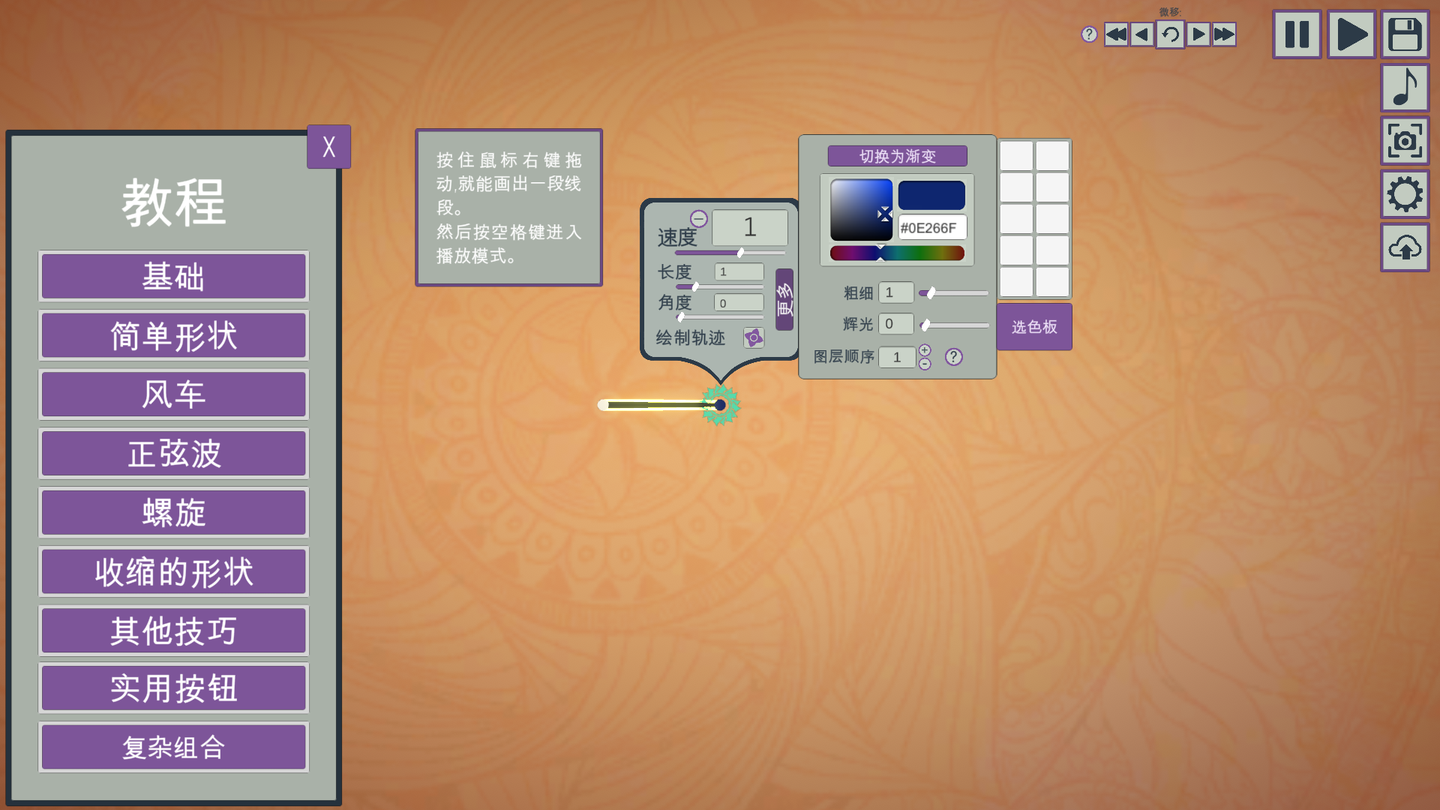 微移:
?
X
教程
基础
简单形状
风车
正弦波
螺旋
收缩的形状
其他技巧
实用按钮
复杂组合
按住鼠标右键拖
动,就能画出一段线
段。
然后按空格键进入
播放模式。
速度 1
长度 1
角度 0
绘制轨迹
更多
切换为渐变
#0E266F
粗细 1
辉光 0
图层顺序 1 ?
选色板